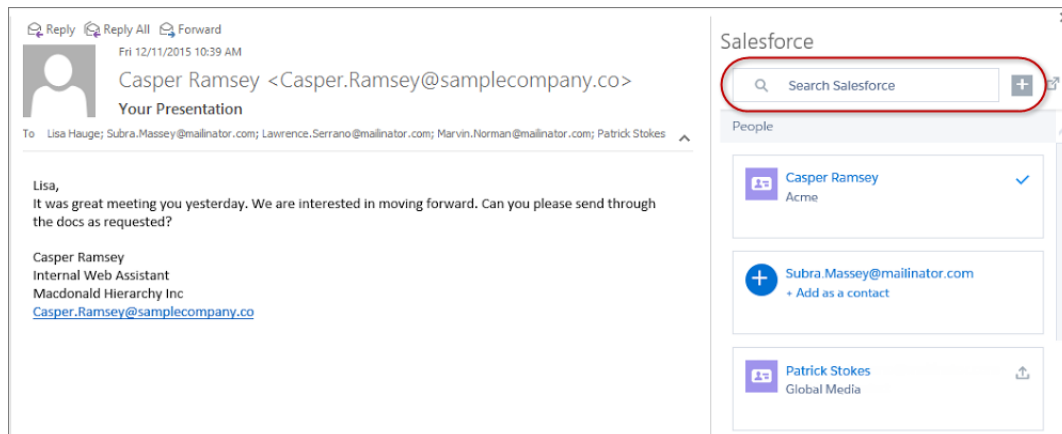 Reply Reply All Forward
Fri 12/11/2015 10:39 AM
Casper Ramsey <Casper.Ramsey@samplecompany.co>
Your Presentation
To Lisa Hauge; Subra.Massey@mailinator.com; Lawrence.Serrano@mailinator.com; Marvin.Norman@mailinator.com; Patrick Stokes
Lisa,
It was great meeting you yesterday. We are interested in moving forward. Can you please send through
the docs as requested?
Casper Ramsey
Internal Web Assistant
Macdonald Hierarchy Inc
Casper.Ramsey@samplecompany.co
Salesforce
Search Salesforce
People
Casper Ramsey
Acme
Subra.Massey@mailinator.com
+ Add as a contact
Patrick Stokes
Global Media